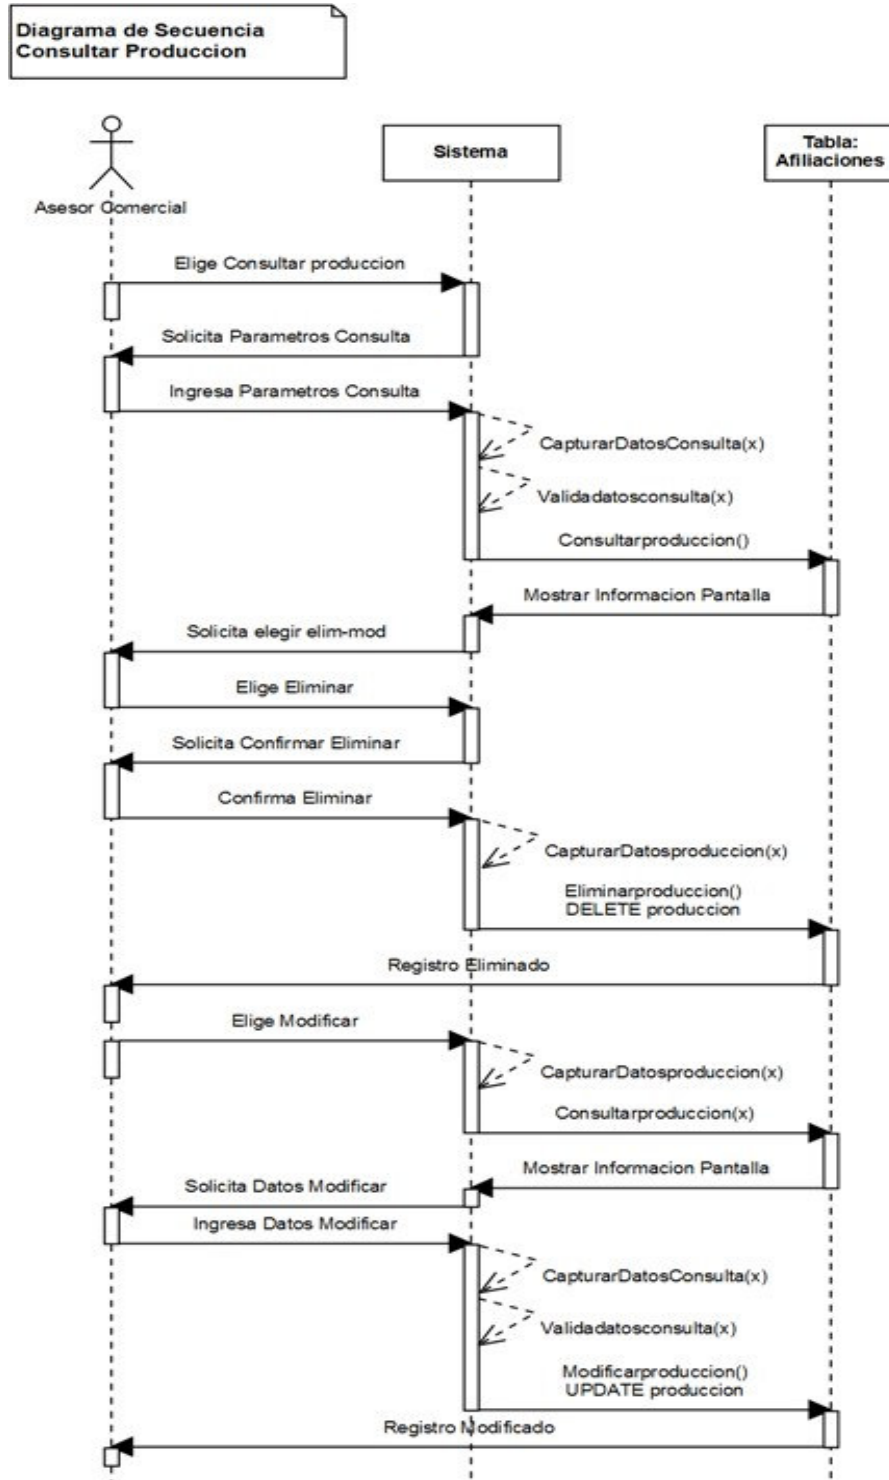 Diagrama de Secuencia
Consultar Produccion
Asesor Comercial
Sistema
Tabla:
Afiliaciones
Elige Consultar produccion
Solicita Parametros Consulta
Ingresa Parametros Consulta
CapturarDatosConsulta(x)
Validadatosconsulta(x)
Consultarproduccion()
Mostrar Informacion Pantalla
Solicita elegir elim-mod
Elige Eliminar
Solicita Confirmar Eliminar
Confirma Eliminar
CapturarDatosproduccion(x)
Eliminarproduccion()
DELETE produccion
Registro Eliminado
Elige Modificar
CapturarDatosproduccion(x)
Consultarproduccion(x)
Mostrar Informacion Pantalla
Solicita Datos Modificar
Ingresa Datos Modificar
CapturarDatosConsulta(x)
Validadatosconsulta(x)
Modificarproduccion()
UPDATE produccion
Registro Modificado